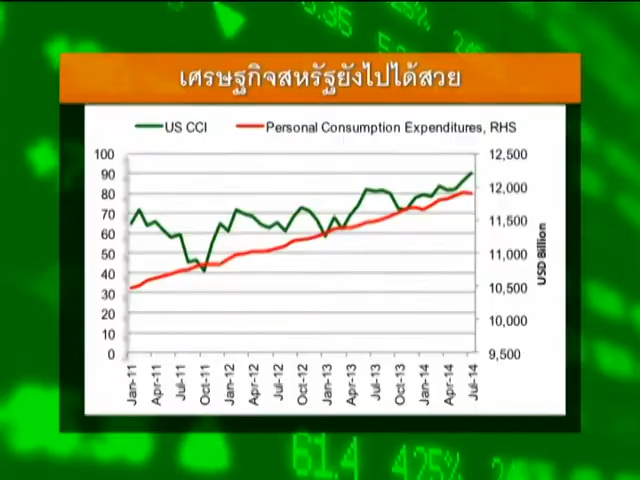 เศรษฐกิจสหรัฐยังไปได้สวย
US CCI
Personal Consumption Expenditures, RHS
100
90
80
70
60
50
40
30
20
10
0
12,500
12,000
11,500
11,000
10,500
10,000
9,500
USD Billion
Jan-11
Apr-11
Jul-11
Oct-11
Jan-12
Apr-12
Jul-12
Oct-12
Jan-13
Apr-13
Jul-13
Oct-13
Jan-14
Apr-14
Jul-14
61.4
4.25%